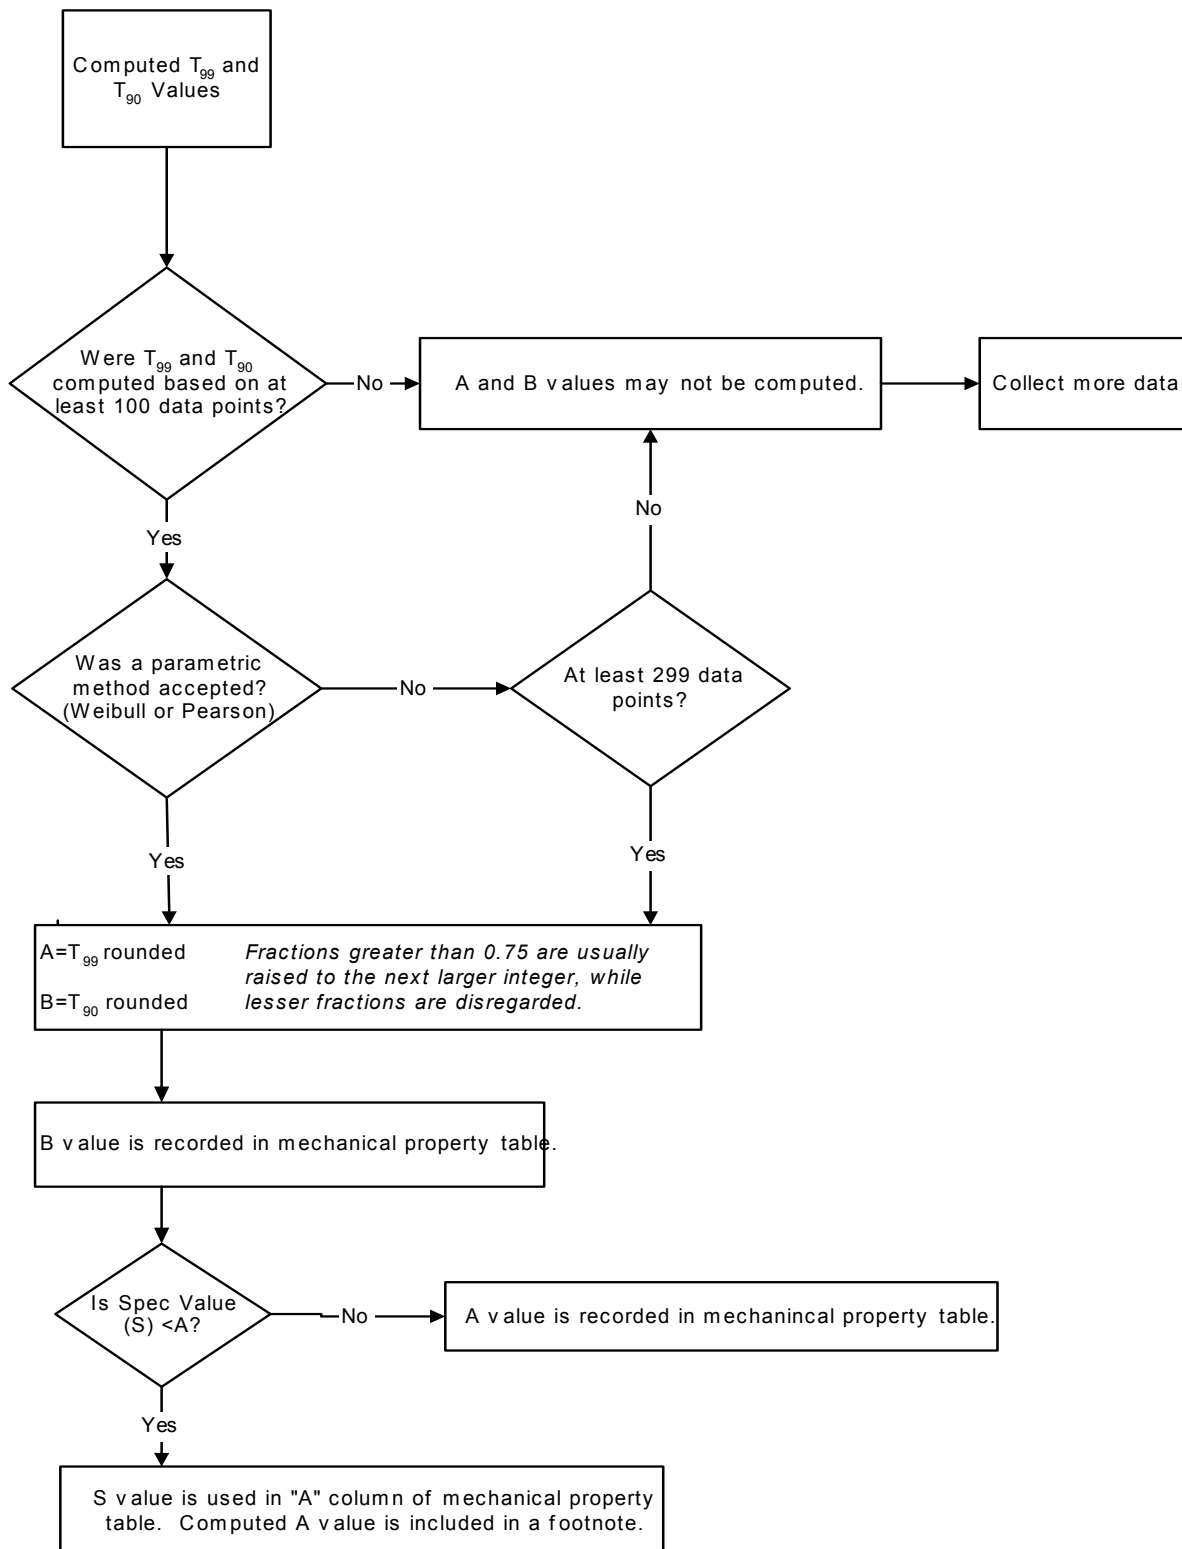 Computed T99 and
T90 Values
Were T99 and T90
computed based on at
least 100 data points?
No
A and B values may not be computed.
Collect more data
Yes
No
Was a parametric
method accepted?
(Weibull or Pearson)
No
At least 299 data
points?
Yes
Yes
A=T99 rounded
B=T90 rounded
Fractions greater than 0.75 are usually
raised to the next larger integer, while
lesser fractions are disregarded.
B value is recorded in mechanical property table.
Is Spec Value
(S) <A?
No
A value is recorded in mechanincal property table.
Yes
S value is used in "A" column of mechanical property
table. Computed A value is included in a footnote.